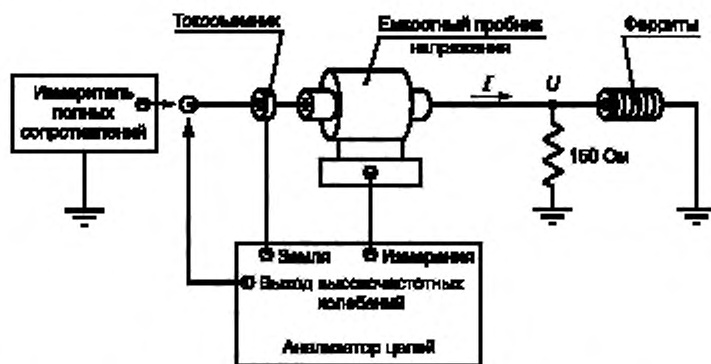 Токосъемник
Емкостный пробник
напряжения
Ферриты
Измеритель
полных
сопротивлений
I
U
150 Ом
Земля
Измерения
Выход высокочастотных
колебаний
Анализатор цепей